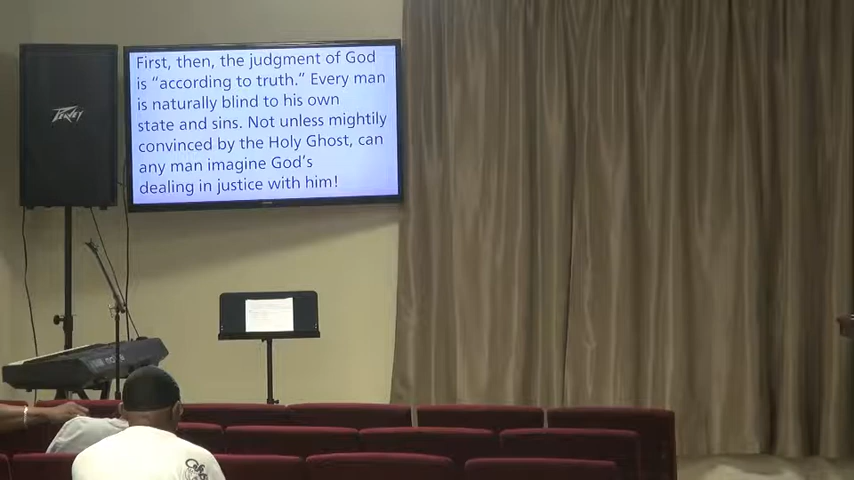 First, then, the judgment of God
is “according to truth.” Every man
is naturally blind to his own
state and sins. Not unless mightily
convinced by the Holy Ghost, can
any man imagine God’s
dealing in justice with him!
PEAVEY